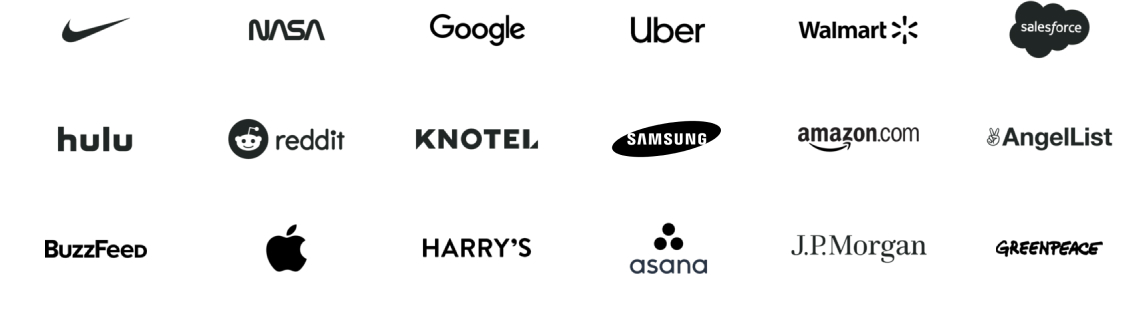 NASA
Google
Uber
Walmart
salesforce
hulu
reddit
KNOTEL
SAMSUNG
amazon.com
AngelList
BuzzFeed
HARRY'S
asana
J.P.Morgan
GREENPEACE